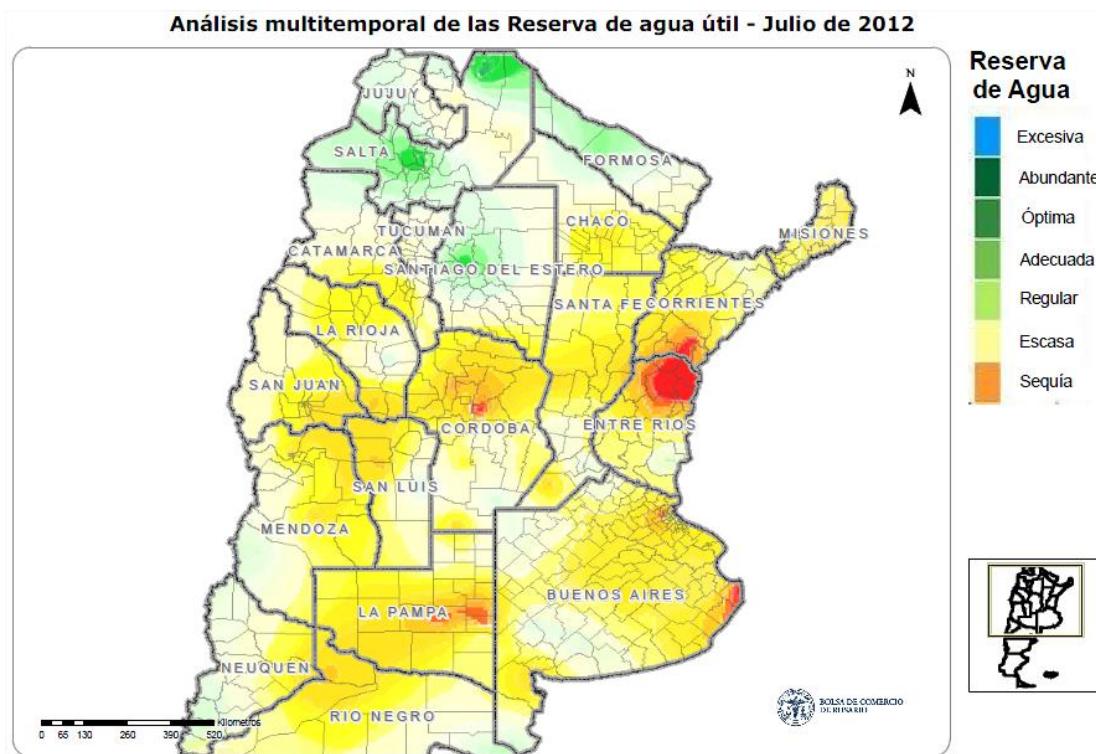 Análisis multitemporal de las Reserva de agua útil - Julio de 2012
Reserva
de Agua
Excesiva
Abundante
Óptima
Adecuada
Regular
Escasa
Sequía
N
JUJUY
SALTA
FORMOSA
CHACO
TUCUMAN
MISIONES
CATAMARCA
SANTIAGO DEL ESTERO
SANTA FE
CORRIENTES
LA RIOJA
SAN JUAN
CORDOBA
ENTRE RIOS
SAN LUIS
MENDOZA
BUENOS AIRES
LA PAMPA
NEUQUEN
RIO NEGRO
Kilometros
0 65 130 260 390 520
BOLSA DE COMERCIO
DE ROSARIO